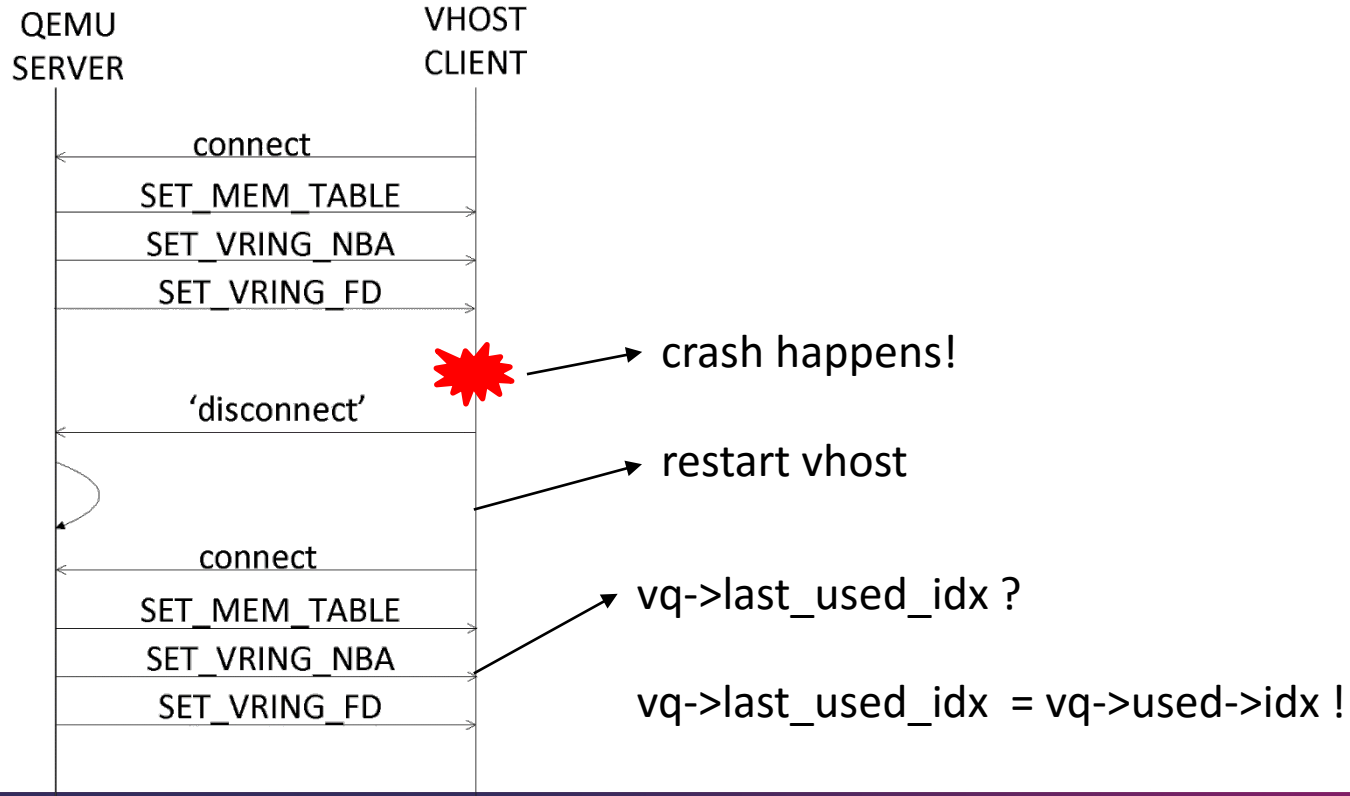 QEMU
SERVER
VHOST
CLIENT
connect
SET_MEM_TABLE
SET_VRING_NBA
SET_VRING_FD
crash happens!
‘disconnect’
restart vhost
connect
SET_MEM_TABLE
vq->last_used_idx ?
SET_VRING_NBA
SET_VRING_FD
vq->last_used_idx = vq->used->idx !